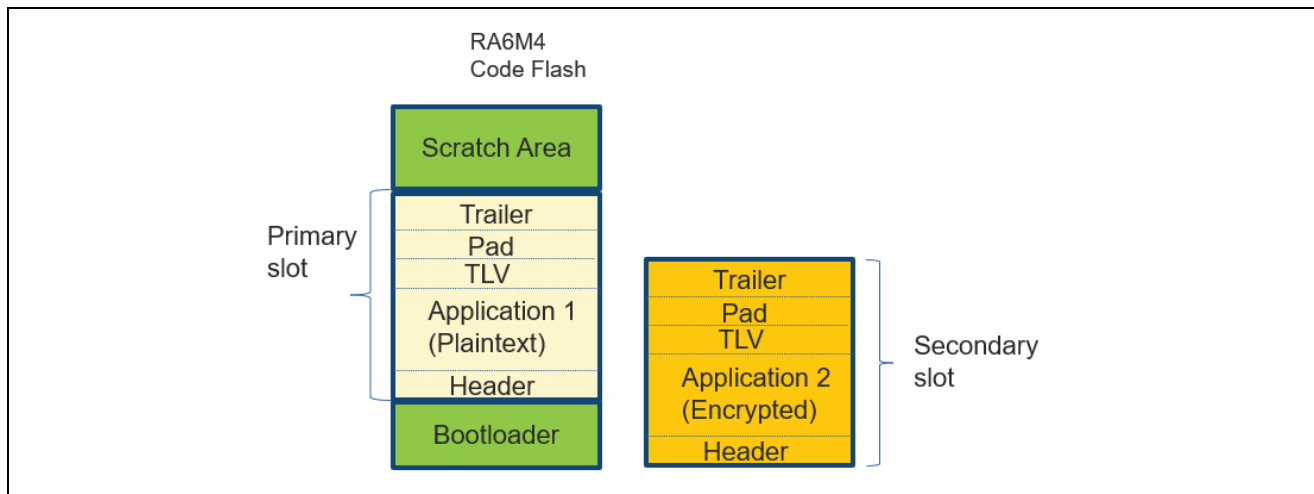 RA6M4
Code Flash
Scratch Area
Primary
slot
Trailer
Pad
TLV
Application 1
(Plaintext)
Header
Bootloader
Trailer
Pad
TLV
Application 2
(Encrypted)
Header
Secondary
slot